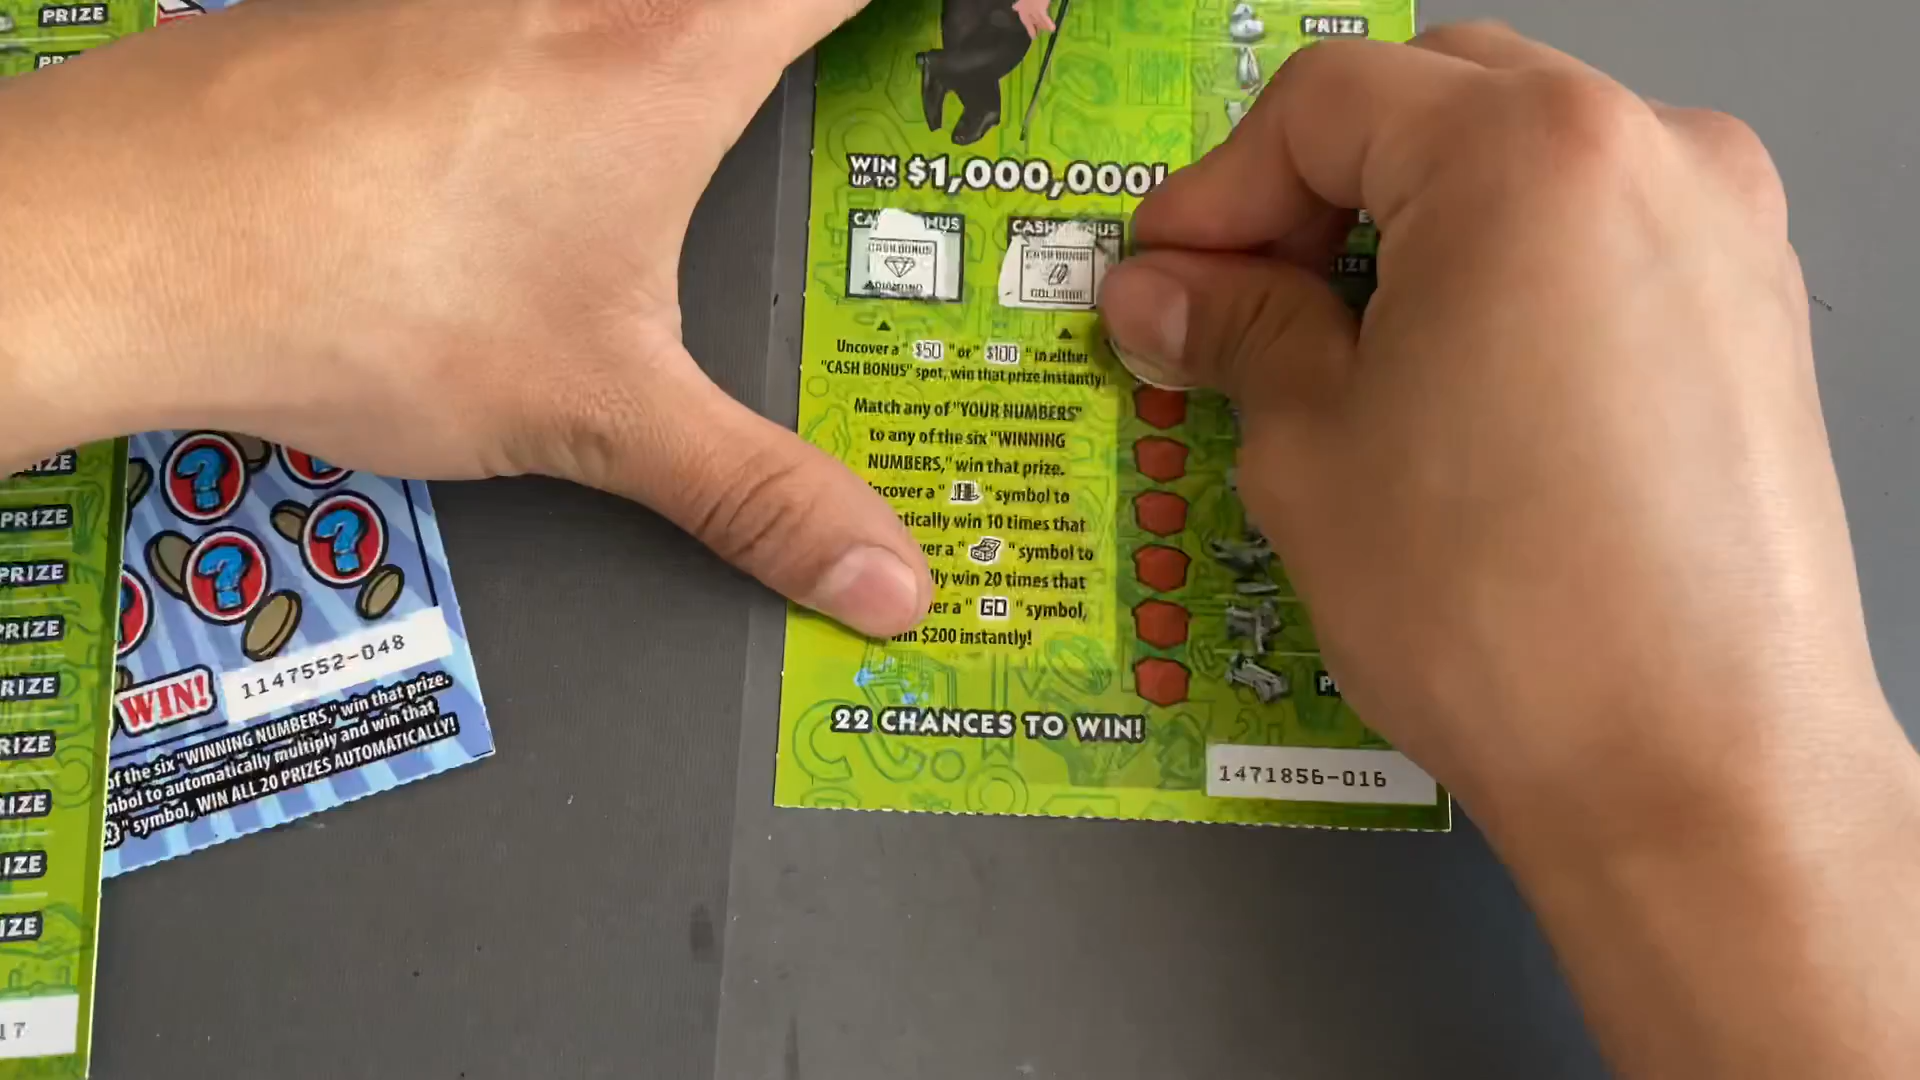 PRIZE
PRIZE
PRIZE
PRIZE
PRIZE
WIN!
1147552-048
of the six "WINNING NUMBERS," win that prize.
symbol to automatically multiply and win that
" symbol, WIN ALL 20 PRIZES AUTOMATICALLY!
17
PRIZE
WIN UP TO $1,000,000!
CASH BONUS
CASH BONUS
CASH BONUS
DIAMOND
CASH BONUS
GOLDBAR
Uncover a " $50 " or " $100 " in either
"CASH BONUS" spot, win that prize instantly!
Match any of "YOUR NUMBERS"
to any of the six "WINNING
NUMBERS," win that prize.
Uncover a " " symbol to
automatically win 10 times that
" symbol to
win 20 times that
a " GO " symbol,
win $200 instantly!
22 CHANCES TO WIN!
1471856-016